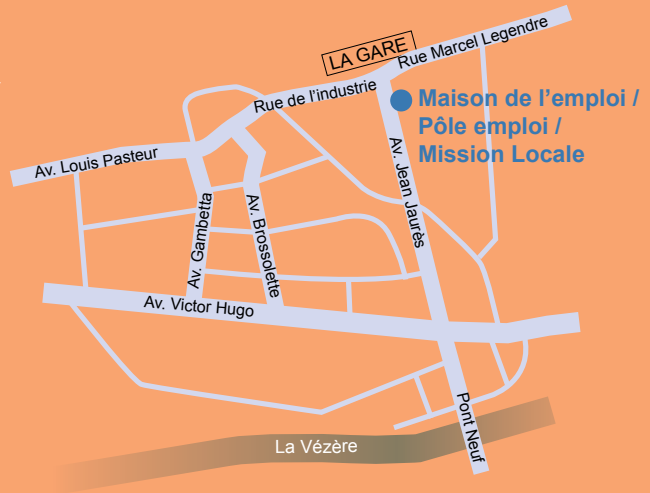 LA GARE
Rue Marcel Legendre
Rue de l'industrie
Maison de l'emploi /
Pôle emploi /
Mission Locale
Av. Louis Pasteur
Av. Jean Jaurès
Av. Gambetta
Av. Brossolette
Av. Victor Hugo
Pont Neuf
La Vézère